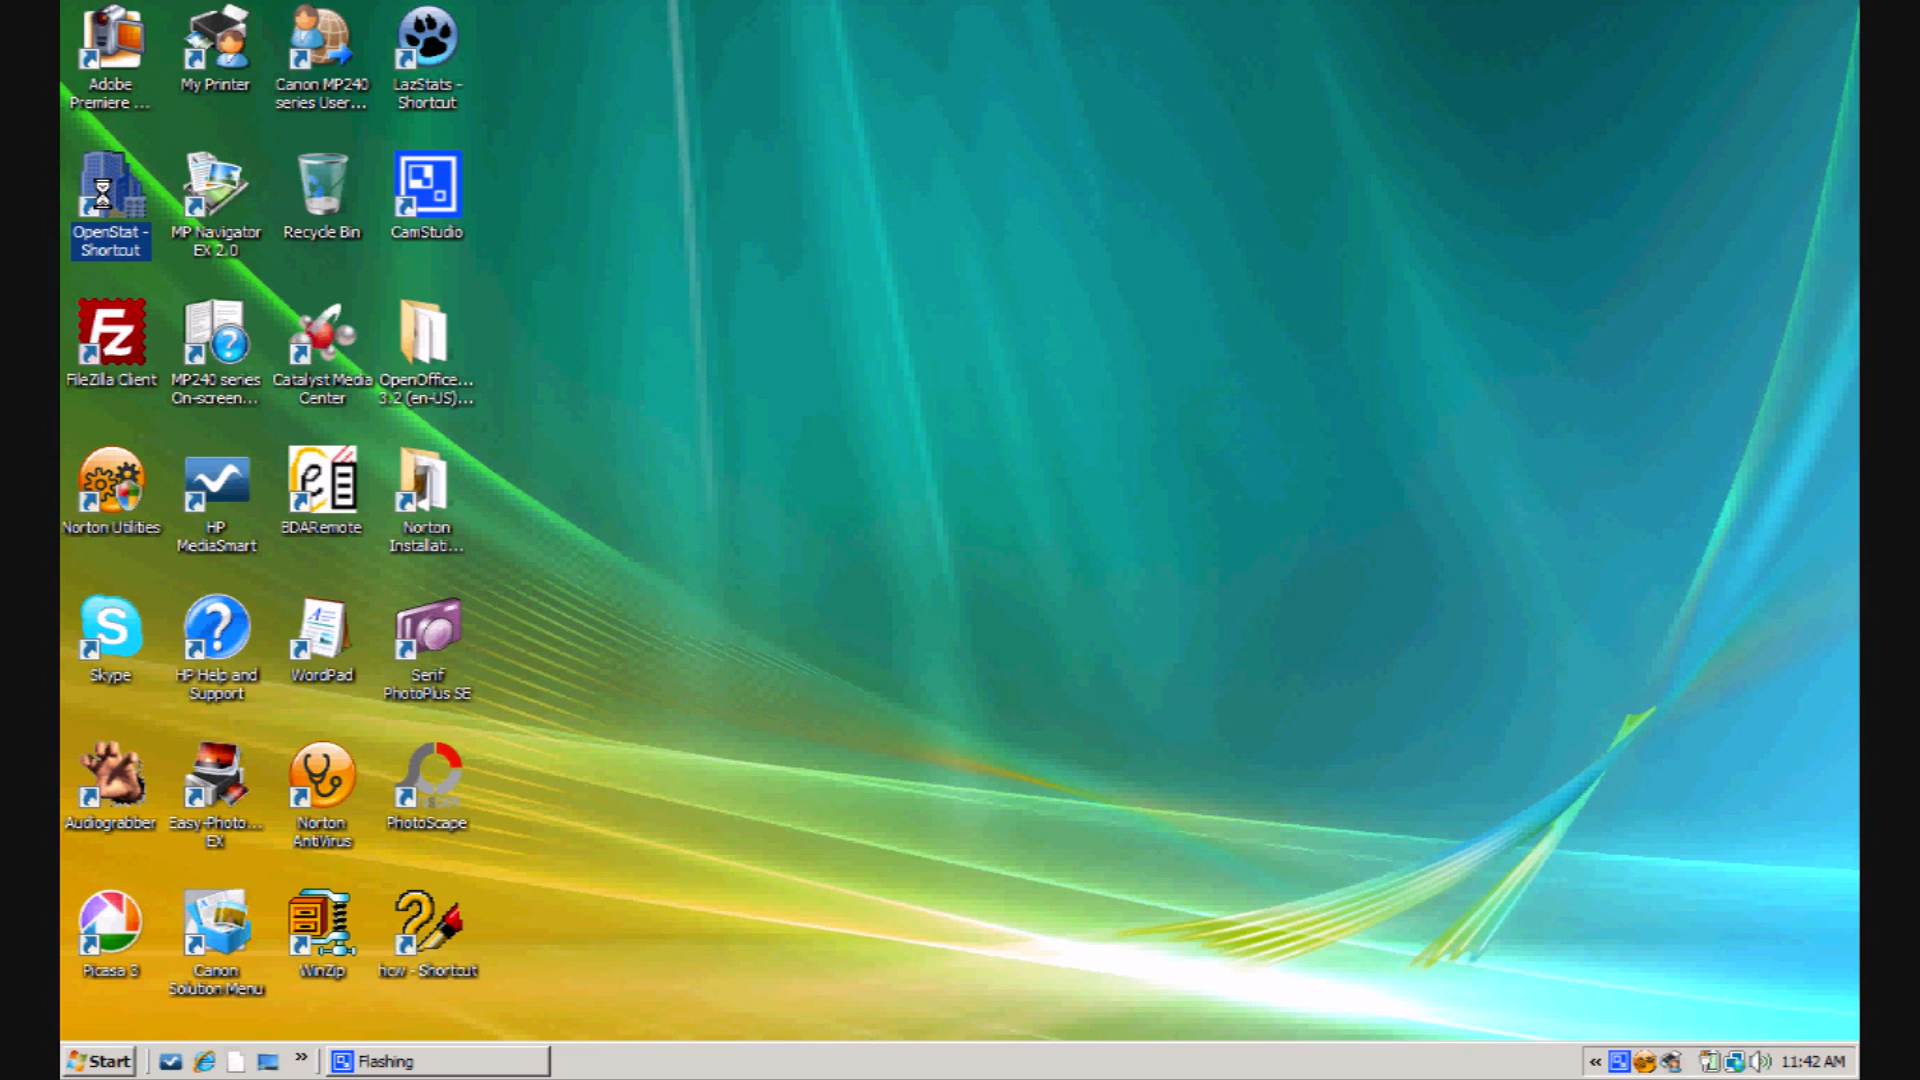 Adobe
Premiere ...
My Printer
Canon MP240
series User...
LazStats -
Shortcut
OpenStat -
Shortcut
MP Navigator
EX 2.0
Recycle Bin
CamStudio
FZ
FileZilla Client
MP240 series
On-screen...
Catalyst Media
Center
OpenOffice...
3.2 (en-US)...
Norton Utilities
HP
MediaSmart
BDARemote
Norton
Installati...
S
Skype
HP Help and
Support
WordPad
Serif
PhotoPlus SE
Audiograbber
Easy-Photo...
EX
Norton
AntiVirus
PhotoScape
Picasa 3
Canon
Solution Menu
WinZip
hcw - Shortcut
Start
Flashing
11:42 AM